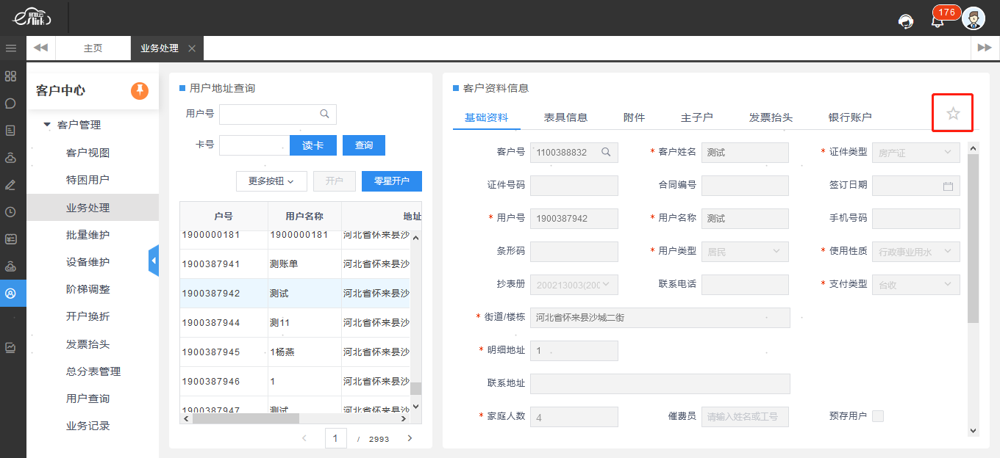 易联云
eslink
176
主页
业务处理
客户中心
客户管理
客户视图
特困用户
业务处理
批量维护
设备维护
阶梯调整
开户换折
发票抬头
总分表管理
用户查询
业务记录
用户地址查询
用户号
卡号 读卡 查询
更多按钮 开户 零星开户
户号 用户名称 地址
1900000181 1900000181 河北省怀来县沙
1900387941 测账单 河北省怀来县沙
1900387942 测试 河北省怀来县沙
1900387944 测11 河北省怀来县沙
1900387945 1杨燕 河北省怀来县沙
1900387946 1 河北省怀来县沙
1900387947 测试 河北省怀来县沙
1 / 2993
客户资料信息
基础资料 表具信息 附件 主子户 发票抬头 银行账户
客户号 1100388832 * 客户姓名 测试 * 证件类型 房产证
证件号码 合同编号 签订日期
* 用户号 1900387942 * 用户名称 测试 手机号码
条形码 * 用户类型 居民 * 使用性质 行政事业用水
抄表册 200213003(200 联系电话 * 支付类型 台收
* 街道/楼栋 河北省怀来县沙城二街
* 明细地址 1
联系地址
* 家庭人数 4 催费员 请输入姓名或工号 预存用户